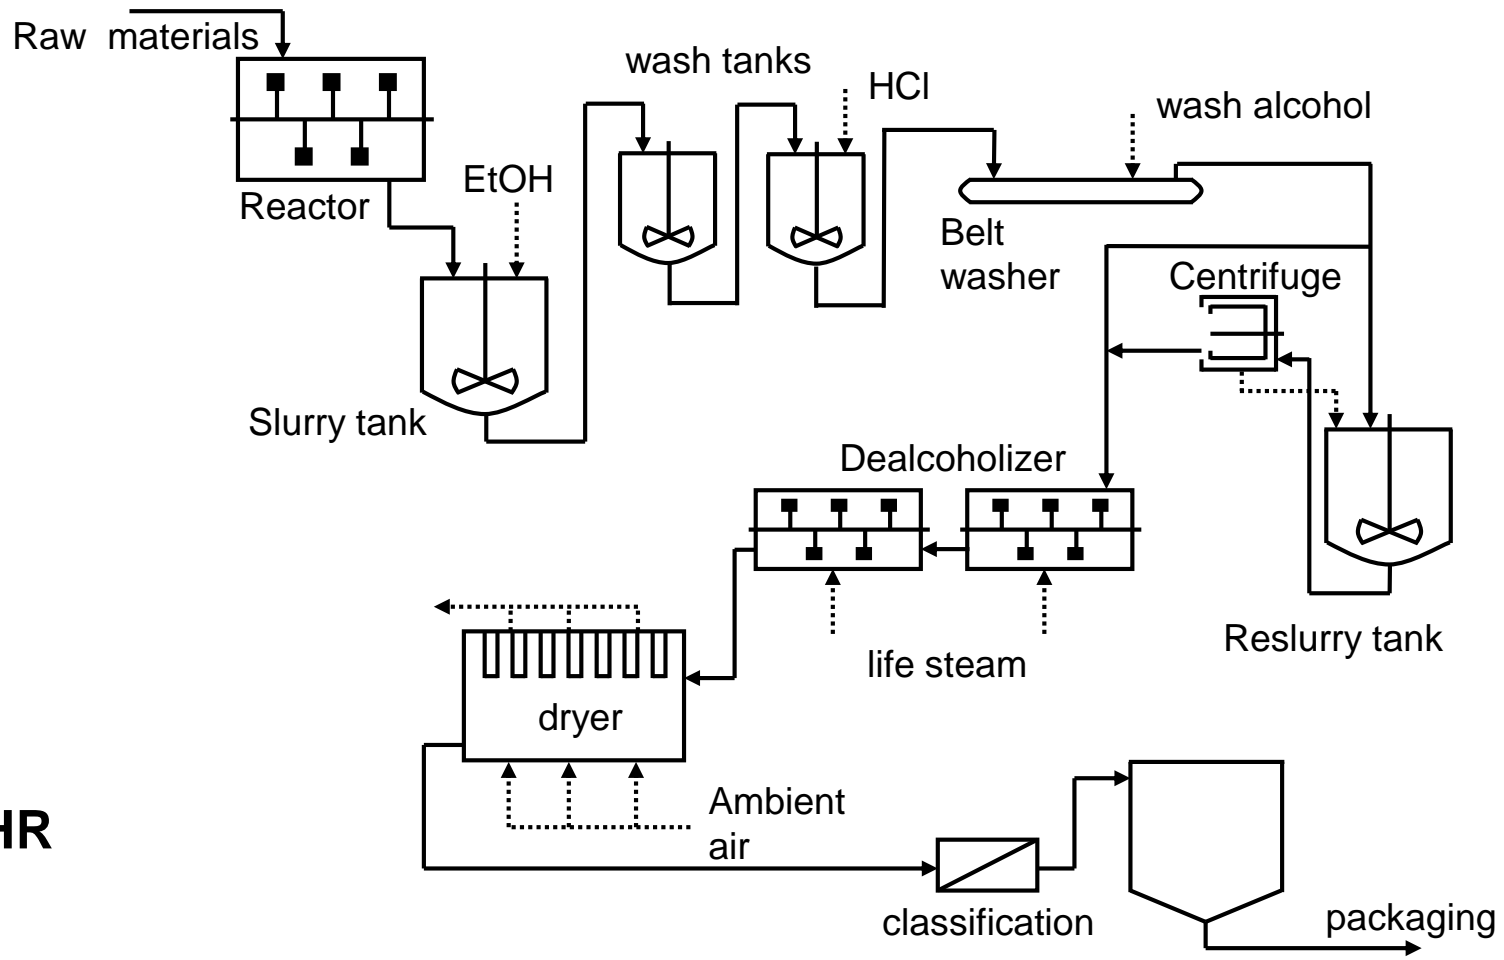 Raw materials
wash tanks
HCl
wash alcohol
EtOH
Reactor
Belt
washer
Centrifuge
Slurry tank
Dealcoholizer
Reslurry tank
life steam
dryer
Ambient
air
HR
classification
packaging